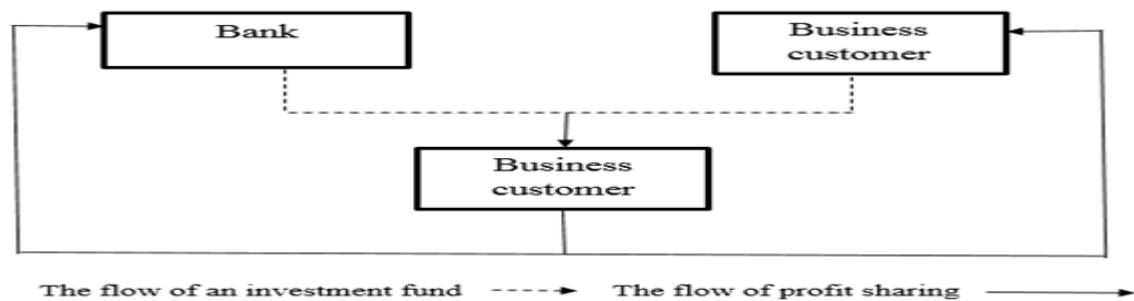 Bank
Business
customer
Business
customer
The flow of an investment fund
The flow of profit sharing